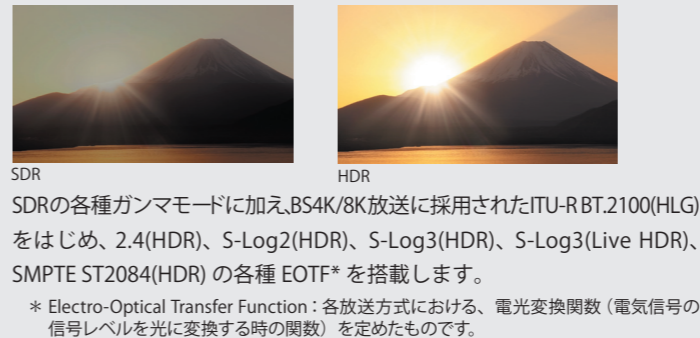 SDR HDR
SDRの各種ガンマモードに加え、BS4K/8K放送に採用されたITU-R BT.2100(HLG)
をはじめ、2.4(HDR)、S-Log2(HDR)、S-Log3(HDR)、S-Log3(Live HDR)、
SMPTE ST2084(HDR) の各種 EOTF* を搭載します。
＊ Electro-Optical Transfer Function：各放送方式における、電光変換関数（電気信号の
信号レベルを光に変換する時の関数）を定めたものです。